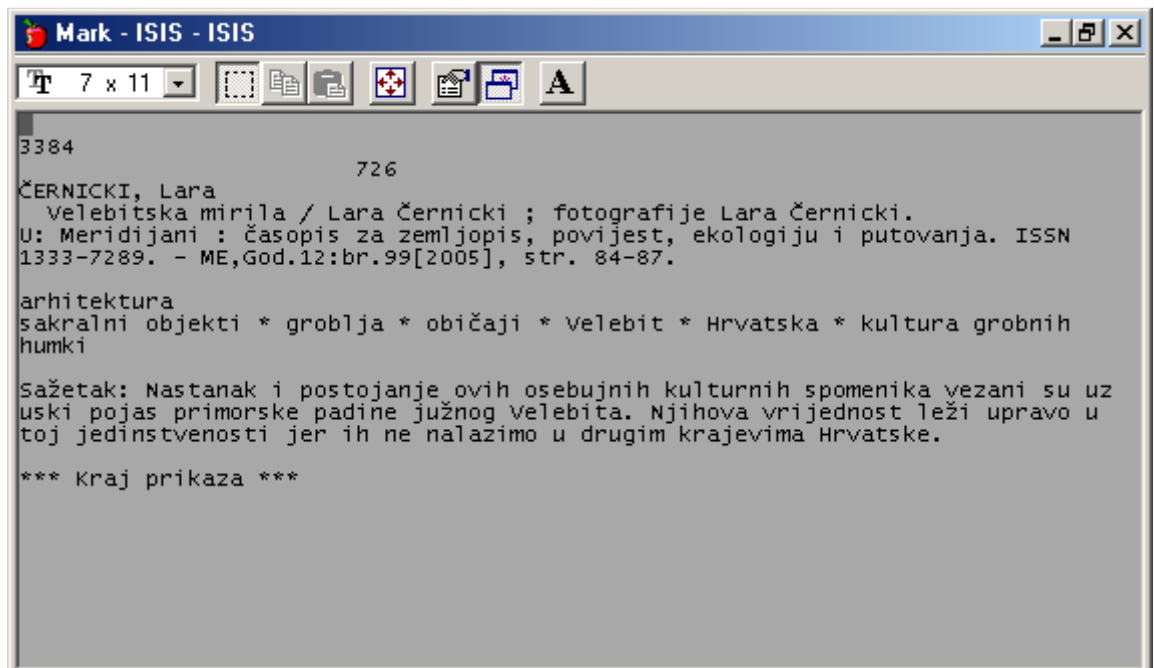 Mark - ISIS - ISIS
7 x 11
A
3384
726
ČERNICKI, Lara
Velebitska mirila / Lara Černicki ; fotografije Lara Černicki.
U: Meridijani : časopis za zemljopis, povijest, ekologiju i putovanja. ISSN
1333-7289. - ME,God.12:br.99[2005], str. 84-87.
arhitektura
sakralni objekti * groblja * običaji * Velebit * Hrvatska * kultura grobnih
humki
Sažetak: Nastanak i postojanje ovih osebujnih kulturnih spomenika vezani su uz
uski pojas primorske padine južnog Velebita. Njihova vrijednost leži upravo u
toj jedinstvenosti jer ih ne nalazimo u drugim krajevima Hrvatske.
*** Kraj prikaza ***